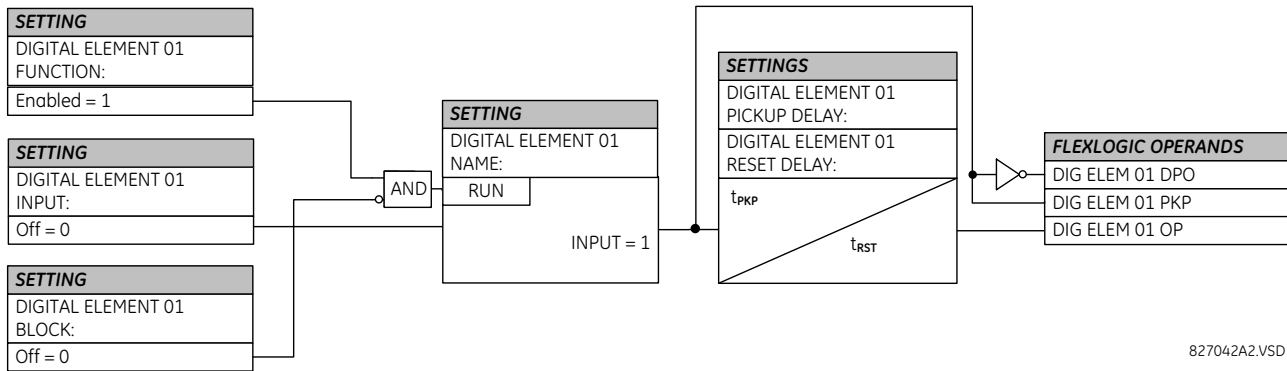 SETTING
DIGITAL ELEMENT 01
FUNCTION:
Enabled = 1
SETTING
DIGITAL ELEMENT 01
INPUT:
Off = 0
SETTING
DIGITAL ELEMENT 01
BLOCK:
Off = 0
AND
SETTING
DIGITAL ELEMENT 01
NAME:
RUN
INPUT = 1
SETTINGS
DIGITAL ELEMENT 01
PICKUP DELAY:
DIGITAL ELEMENT 01
RESET DELAY:
tPKP
tRST
FLEXLOGIC OPERANDS
DIG ELEM 01 DPO
DIG ELEM 01 PKP
DIG ELEM 01 OP
827042A2.VSD